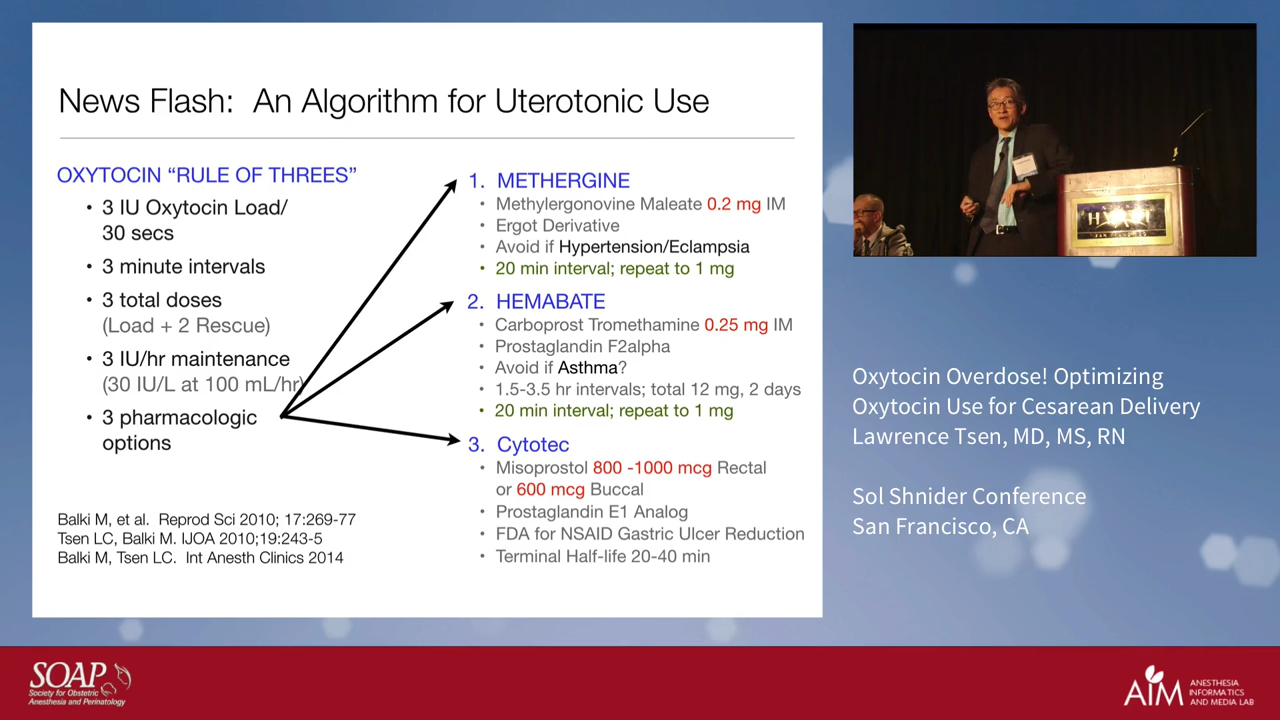 News Flash: An Algorithm for Uterotonic Use
OXYTOCIN “RULE OF THREES”
• 3 IU Oxytocin Load/
30 secs
• 3 minute intervals
• 3 total doses
(Load + 2 Rescue)
• 3 IU/hr maintenance
(30 IU/L at 100 mL/hr)
• 3 pharmacologic
options
Balki M, et al. Reprod Sci 2010; 17:269-77
Tsen LC, Balki M. IJOA 2010;19:243-5
Balki M, Tsen LC. Int Anesth Clinics 2014
1. METHERGINE
• Methylergonovine Maleate 0.2 mg IM
• Ergot Derivative
• Avoid if Hypertension/Eclampsia
• 20 min interval; repeat to 1 mg
2. HEMABATE
• Carboprost Tromethamine 0.25 mg IM
• Prostaglandin F2alpha
• Avoid if Asthma?
• 1.5-3.5 hr intervals; total 12 mg, 2 days
• 20 min interval; repeat to 1 mg
3. Cytotec
• Misoprostol 800 -1000 mcg Rectal
or 600 mcg Buccal
• Prostaglandin E1 Analog
• FDA for NSAID Gastric Ulcer Reduction
• Terminal Half-life 20-40 min
HYATT
Oxytocin Overdose! Optimizing
Oxytocin Use for Cesarean Delivery
Lawrence Tsen, MD, MS, RN
Sol Shnider Conference
San Francisco, CA
SOAP
Society for Obstetric
Anesthesia and Perinatology
AIM
ANESTHESIA
INFORMATICS
AND MEDIA LAB